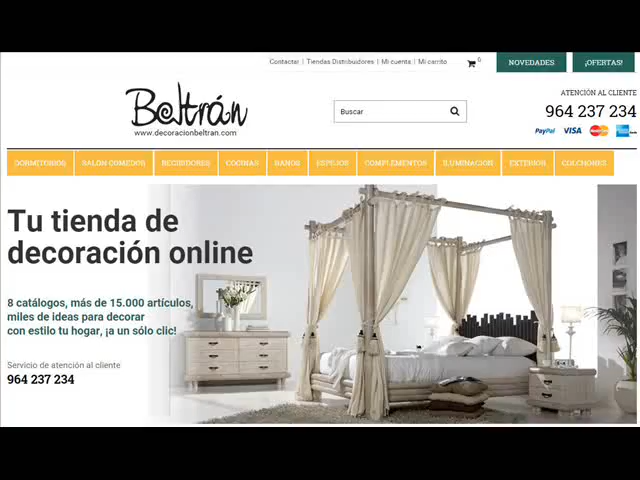 Contactar | Tiendas Distribuidores | Mi cuenta | Mi carrito 0
NOVEDADES
¡OFERTAS!
Beltrán
www.decoracionbeltran.com
Buscar
ATENCIÓN AL CLIENTE
964 237 234
PayPal VISA MasterCard
DORMITORIOS SALÓN COMEDOR RECIBIDORES COCINAS BAÑOS ESPEJOS COMPLEMENTOS ILUMINACIÓN EXTERIOR COLCHONES
Tu tienda de
decoración online
8 catálogos, más de 15.000 artículos,
miles de ideas para decorar
con estilo tu hogar, ¡a un sólo clic!
Servicio de atención al cliente
964 237 234